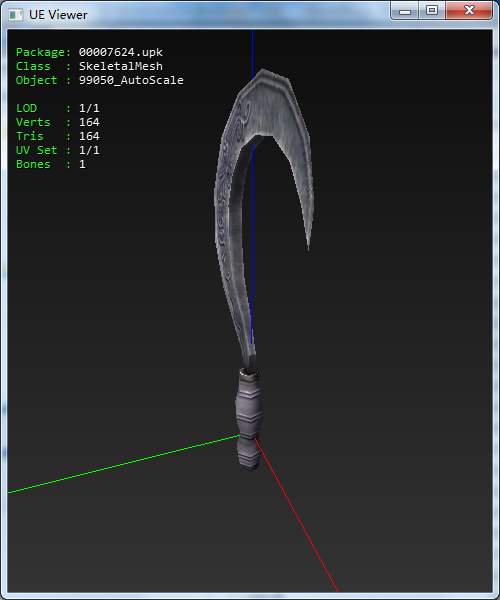 UE Viewer
Package: 00007624.upk
Class  : SkeletalMesh
Object : 99050_AutoScale
LOD    : 1/1
Verts  : 164
Tris   : 164
UV Set : 1/1
Bones  : 1